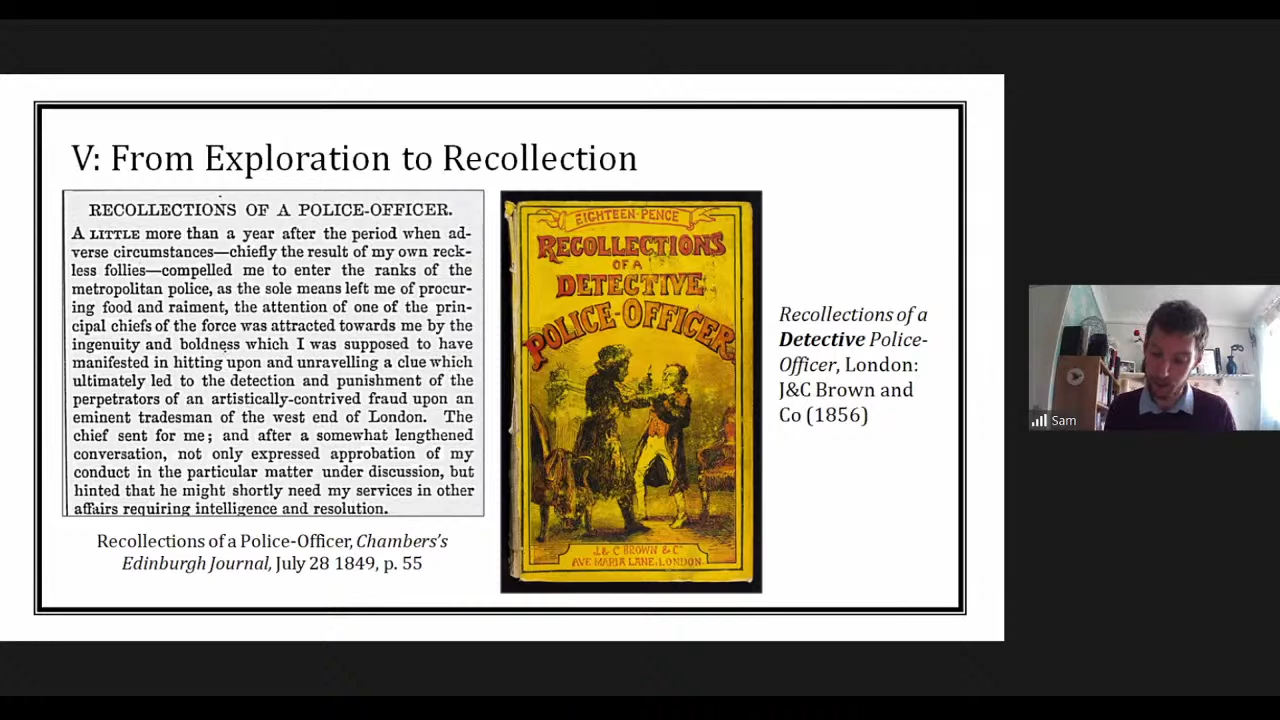 V: From Exploration to Recollection
RECOLLECTIONS OF A POLICE-OFFICER.
A LITTLE more than a year after the period when ad-
verse circumstances—chiefly the result of my own reck-
less follies—compelled me to enter the ranks of the
metropolitan police, as the sole means left me of procur-
ing food and raiment, the attention of one of the prin-
cipal chiefs of the force was attracted towards me by the
ingenuity and boldness which I was supposed to have
manifested in hitting upon and unravelling a clue which
ultimately led to the detection and punishment of the
perpetrators of an artistically-contrived fraud upon an
eminent tradesman of the west end of London. The
chief sent for me; and after a somewhat lengthened
conversation, not only expressed approbation of my
conduct in the particular matter under discussion, but
hinted that he might shortly need my services in other
affairs requiring intelligence and resolution.
Recollections of a Police-Officer, Chambers's
Edinburgh Journal, July 28 1849, p. 55
EIGHTEEN-PENCE
RECOLLECTIONS
OF A
DETECTIVE
POLICE-OFFICER.
J. & C. BROWN & Co
AVE MARIA LANE, LONDON.
Recollections of a
Detective Police-
Officer, London:
J&C Brown and
Co (1856)
Sam